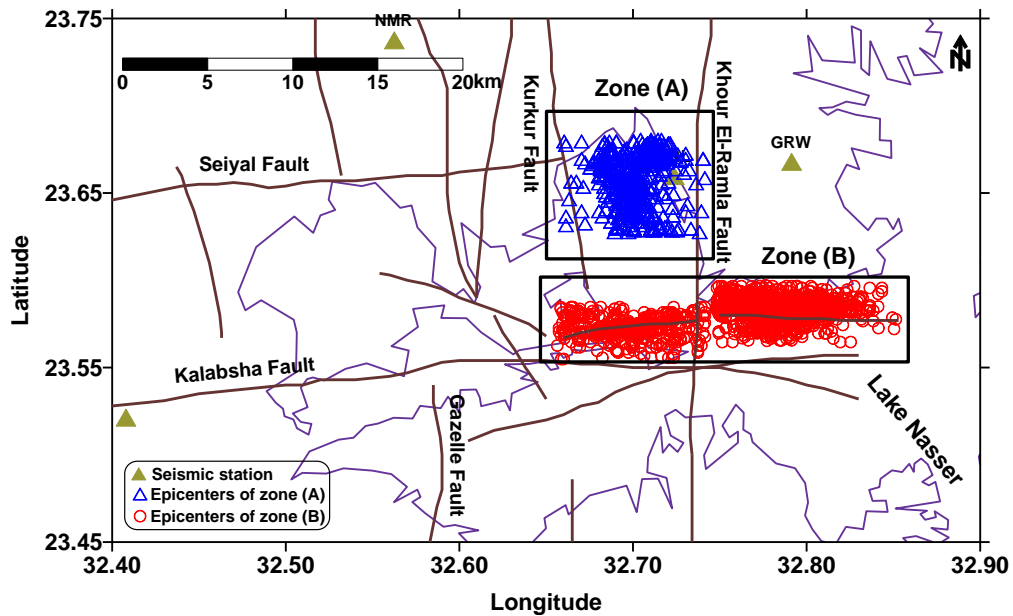 23.75
23.65
23.55
23.45
Latitude
32.40
32.50
32.60
32.70
32.80
32.90
Longitude
NMR
0
5
10
15
20km
N
Zone (A)
Kurkur Fault
Khour El-Ramla Fault
GRW
Seiyal Fault
Zone (B)
Kalabsha Fault
Gazelle Fault
Lake Nasser
Seismic station
Epicenters of zone (A)
Epicenters of zone (B)